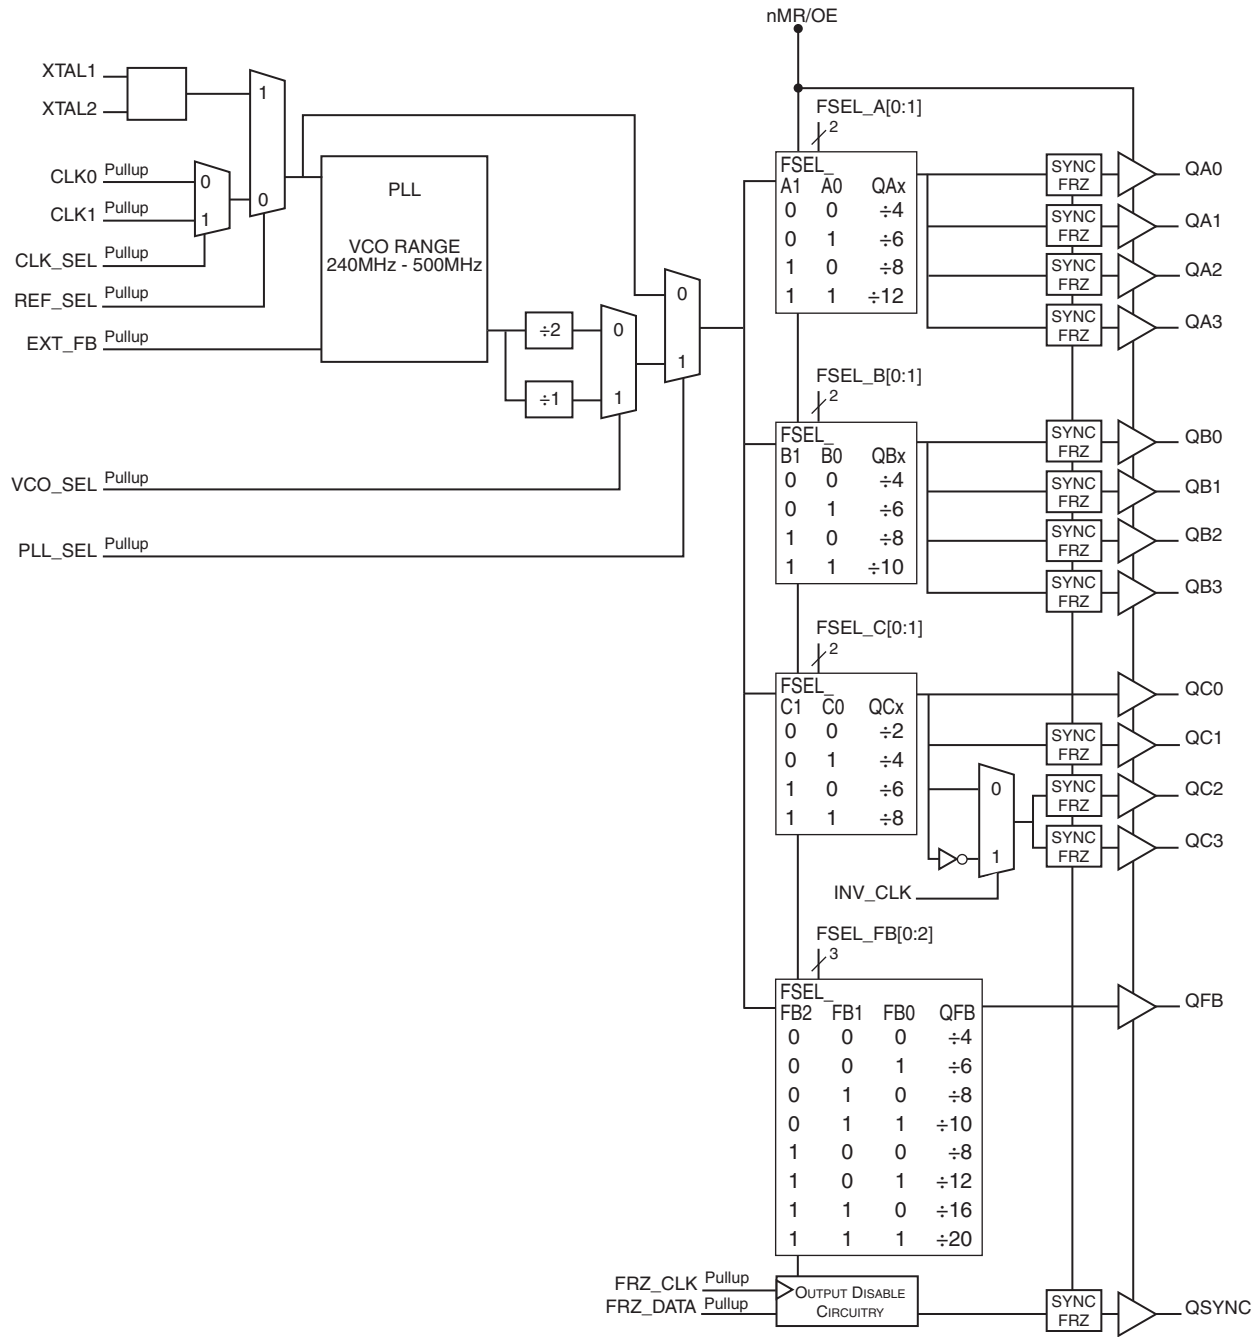 nMR/OE
XTAL1
XTAL2
1
0
CLK0 Pullup
CLK1 Pullup
0
1
CLK_SEL Pullup
REF_SEL Pullup
EXT_FB Pullup
PLL
VCO RANGE
240MHz - 500MHz
÷2
÷1
0
1
0
1
VCO_SEL Pullup
PLL_SEL Pullup
FSEL_A[0:1]
2
FSEL_
A1 A0 QAx
0 0 ÷4
0 1 ÷6
1 0 ÷8
1 1 ÷12
SYNC
FRZ
QA0
SYNC
FRZ
QA1
SYNC
FRZ
QA2
SYNC
FRZ
QA3
FSEL_B[0:1]
2
FSEL_
B1 B0 QBx
0 0 ÷4
0 1 ÷6
1 0 ÷8
1 1 ÷10
SYNC
FRZ
QB0
SYNC
FRZ
QB1
SYNC
FRZ
QB2
SYNC
FRZ
QB3
FSEL_C[0:1]
2
FSEL_
C1 C0 QCx
0 0 ÷2
0 1 ÷4
1 0 ÷6
1 1 ÷8
QC0
SYNC
FRZ
QC1
0
1
SYNC
FRZ
QC2
SYNC
FRZ
QC3
INV_CLK
FSEL_FB[0:2]
3
FSEL_
FB2 FB1 FB0 QFB
0 0 0 ÷4
0 0 1 ÷6
0 1 0 ÷8
0 1 1 ÷10
1 0 0 ÷8
1 0 1 ÷12
1 1 0 ÷16
1 1 1 ÷20
QFB
FRZ_CLK Pullup
FRZ_DATA Pullup
OUTPUT DISABLE
CIRCUITRY
SYNC
FRZ
QSYNC